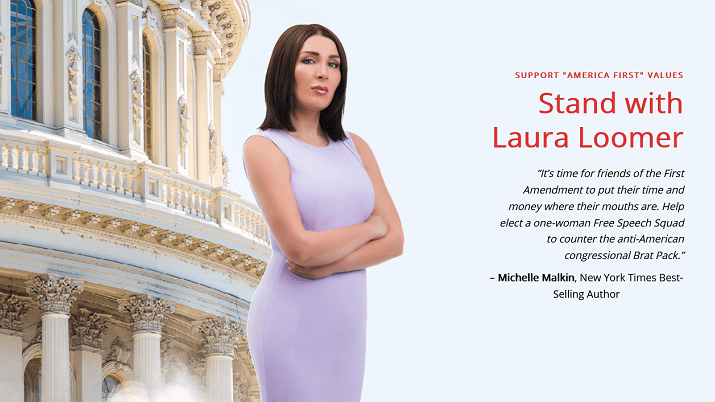 SUPPORT "AMERICA FIRST" VALUES
Stand with
Laura Loomer
"It's time for friends of the First
Amendment to put their time and
money where their mouths are. Help
elect a one-woman Free Speech Squad
to counter the anti-American
congressional Brat Pack."
– Michelle Malkin, New York Times Best-
Selling Author